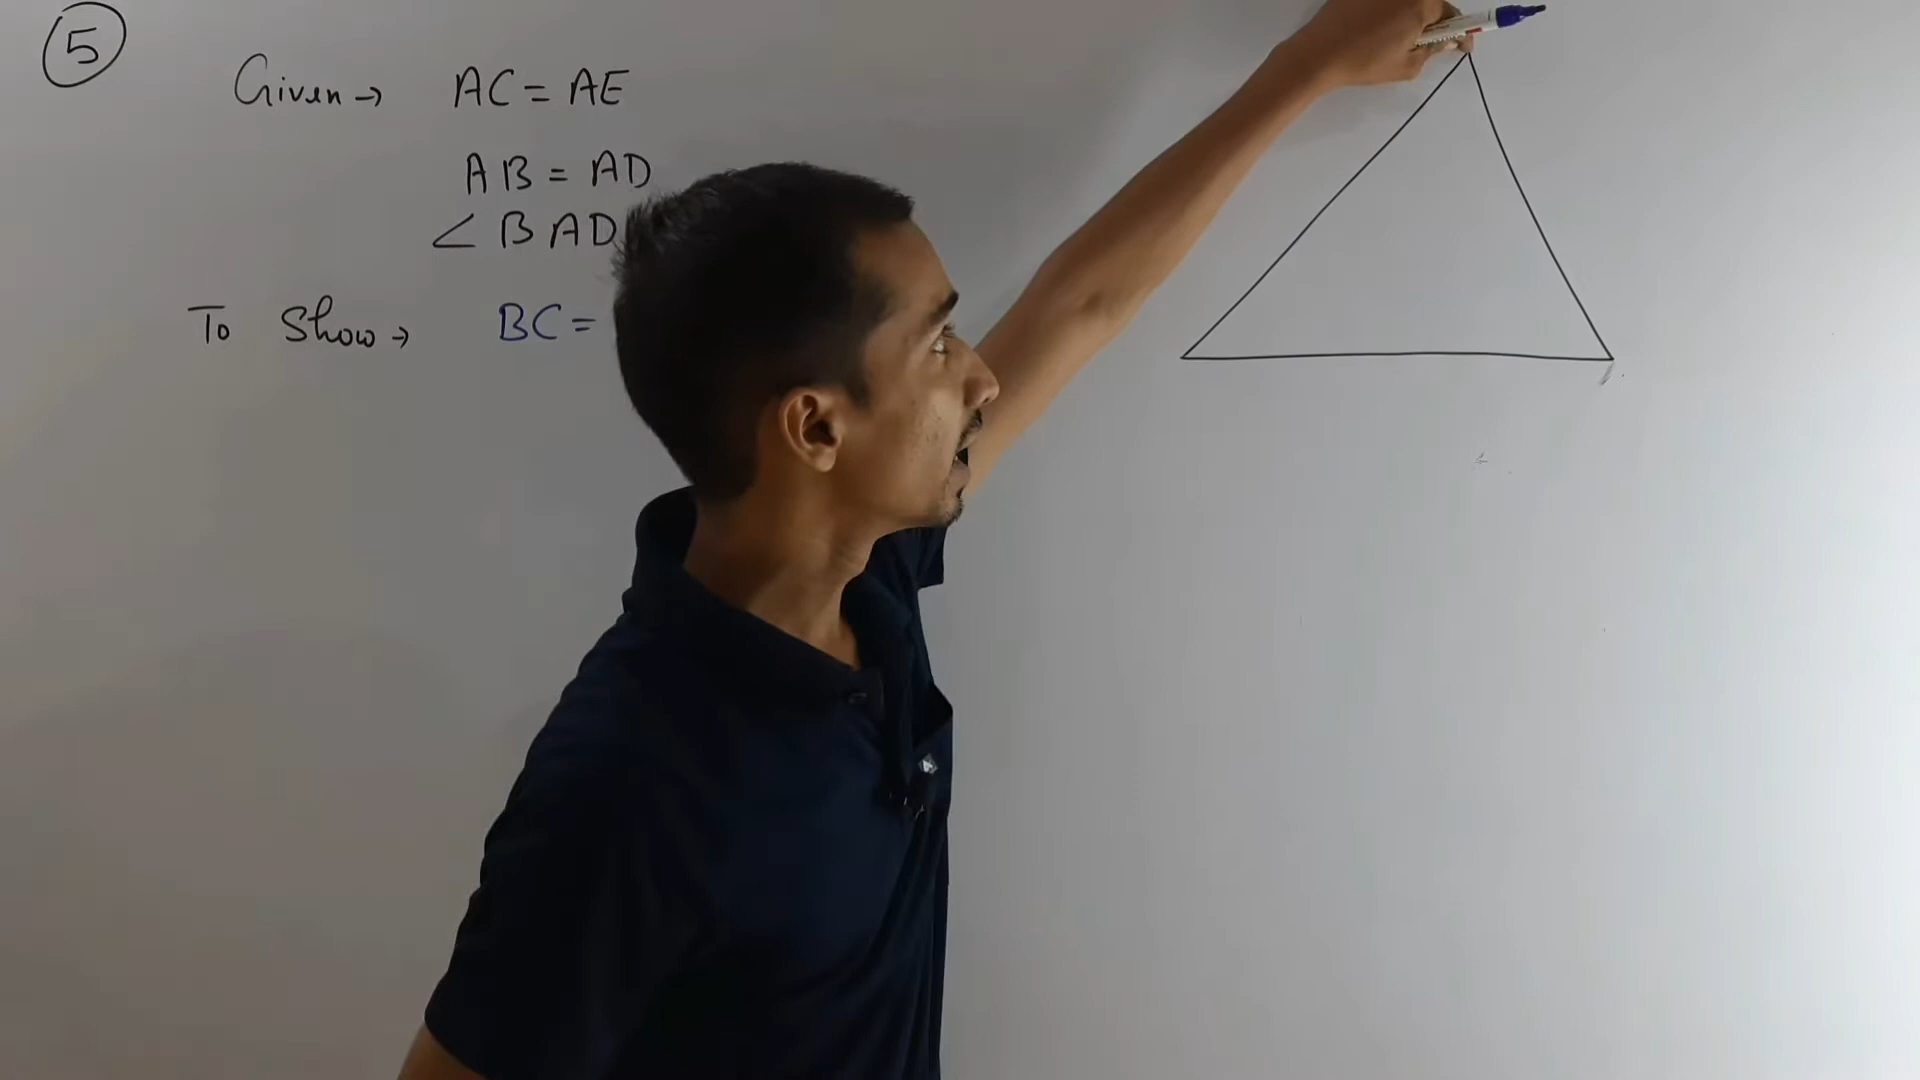 5
Given → AC = AE
AB = AD
∠BAD
To Show → BC =